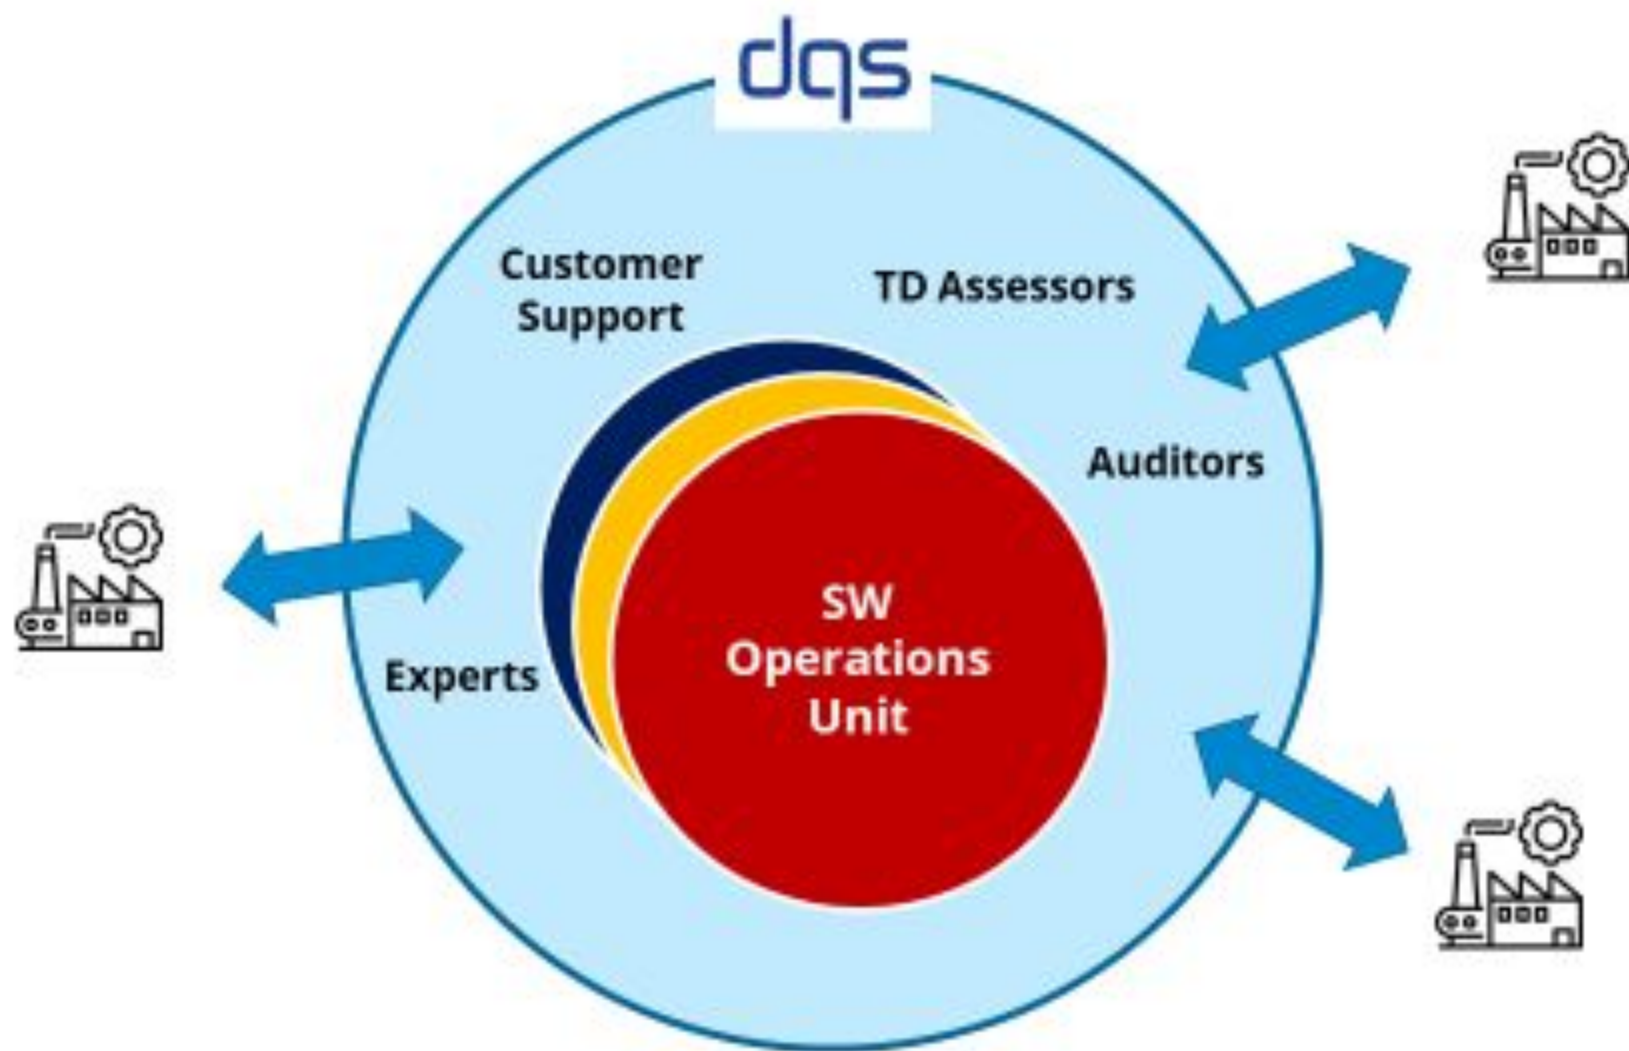 dqs
Customer
Support
TD Assessors
Auditors
SW
Operations
Unit
Experts